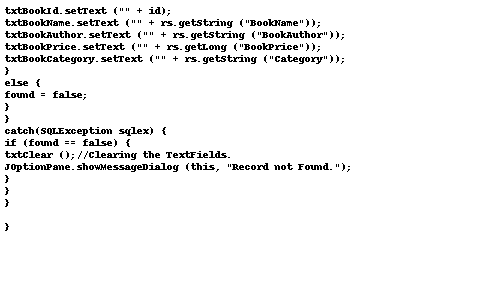 txtBookId.setText ("" + id);
txtBookName.setText ("" + rs.getString ("BookName"));
txtBookAuthor.setText ("" + rs.getString ("BookAuthor"));
txtBookPrice.setText ("" + rs.getLong ("BookPrice"));
txtBookCategory.setText ("" + rs.getString ("Category"));
}
else {
found = false;
}
}
catch(SQLException sqlex) {
if (found == false) {
txtClear ();//Clearing the TextFields.
JOptionPane.showMessageDialog (this, "Record not Found.");
}
}
}
}